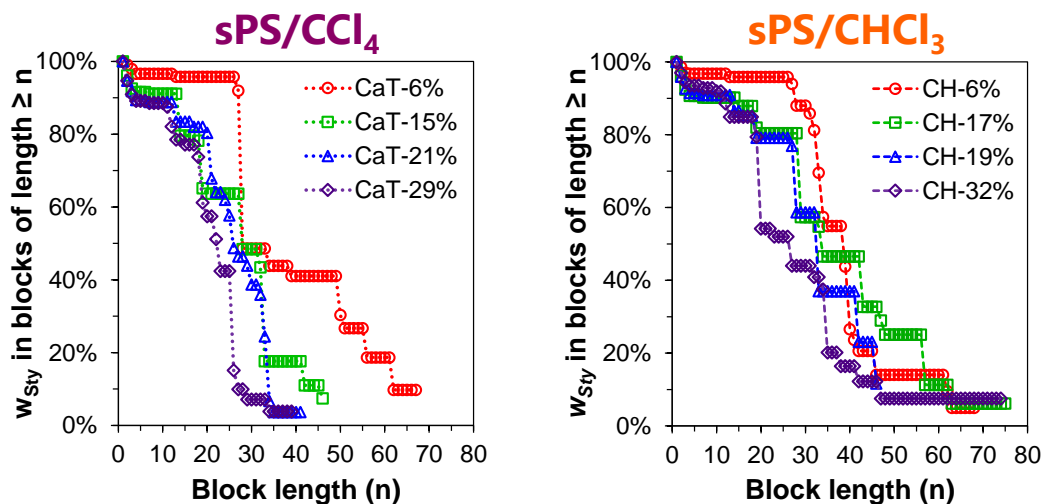 sPS/CCl4
wSty in blocks of length ≥ n
100%
80%
60%
40%
20%
0%
CaT-6%
CaT-15%
CaT-21%
CaT-29%
0 10 20 30 40 50 60 70 80
Block length (n)
sPS/CHCl3
wSty in blocks of length ≥ n
100%
80%
60%
40%
20%
0%
CH-6%
CH-17%
CH-19%
CH-32%
0 10 20 30 40 50 60 70 80
Block length (n)